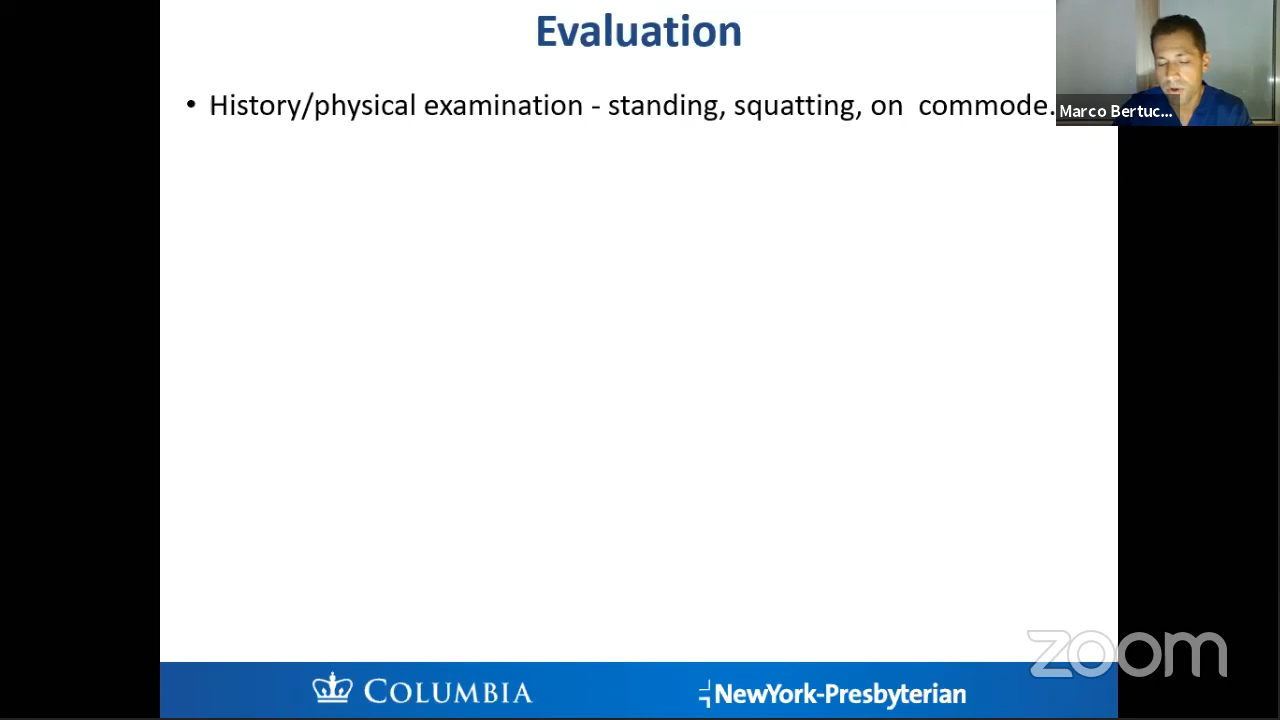 Evaluation
• History/physical examination - standing, squatting, on  commode.
Marco Bertuc...
zoom
COLUMBIA
NewYork-Presbyterian